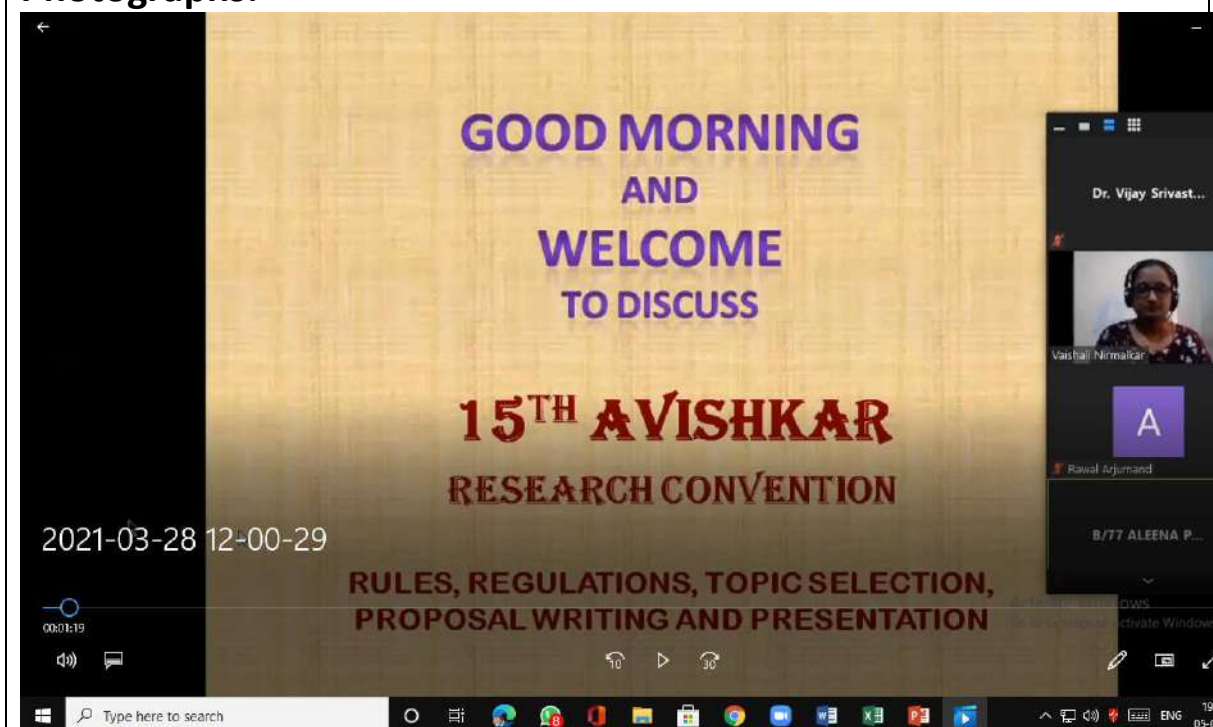 GOOD MORNING
AND
WELCOME
TO DISCUSS
15TH AVISHKAR
RESEARCH CONVENTION
RULES, REGULATIONS, TOPIC SELECTION,
PROPOSAL WRITING AND PRESENTATION
Dr. Vijay Srivast...
Vaishali Nirmalkar
A
Rawal Arjumand
B/77 ALEENA P...
2021-03-28 12-00-29
00:01:19
10
30
Type here to search
ENG